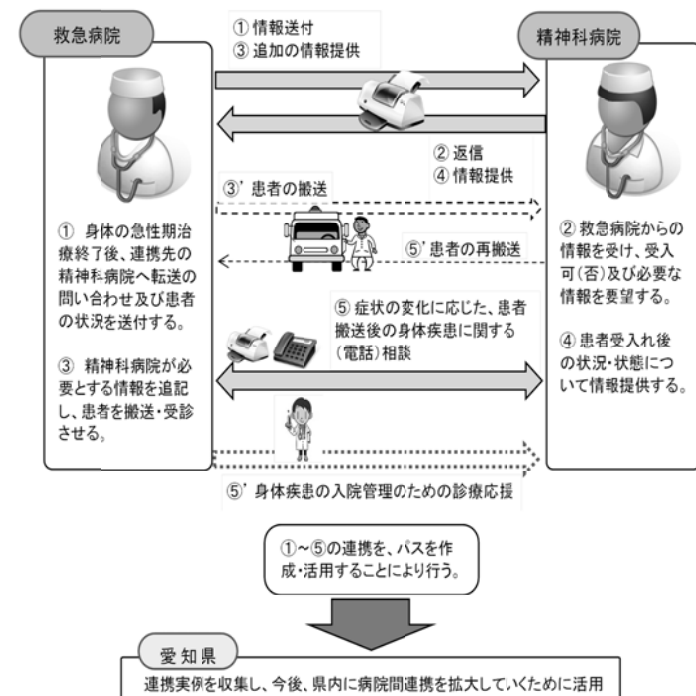 救急病院
精神科病院
① 情報送付
③ 追加の情報提供
② 返信
④ 情報提供
③’患者の搬送
⑤’患者の再搬送
① 身体の急性期治
療終了後、連携先の
精神科病院へ転送の
問い合わせ及び患者
の状況を送付する。
③ 精神科病院が必
要とする情報を追記
し、患者を搬送・受診
させる。
② 救急病院からの
情報を受け、受入
可(否)及び必要な
情報を要望する。
④ 患者受入れ後
の状況・状態につ
いて情報提供する。
⑤ 症状の変化に応じた、患者
搬送後の身体疾患に関する
(電話)相談
⑤’身体疾患の入院管理のための診療応援
①~⑤の連携を、パスを作
成・活用することにより行う。
愛知県
連携実例を収集し、今後、県内に病院間連携を拡大していくために活用